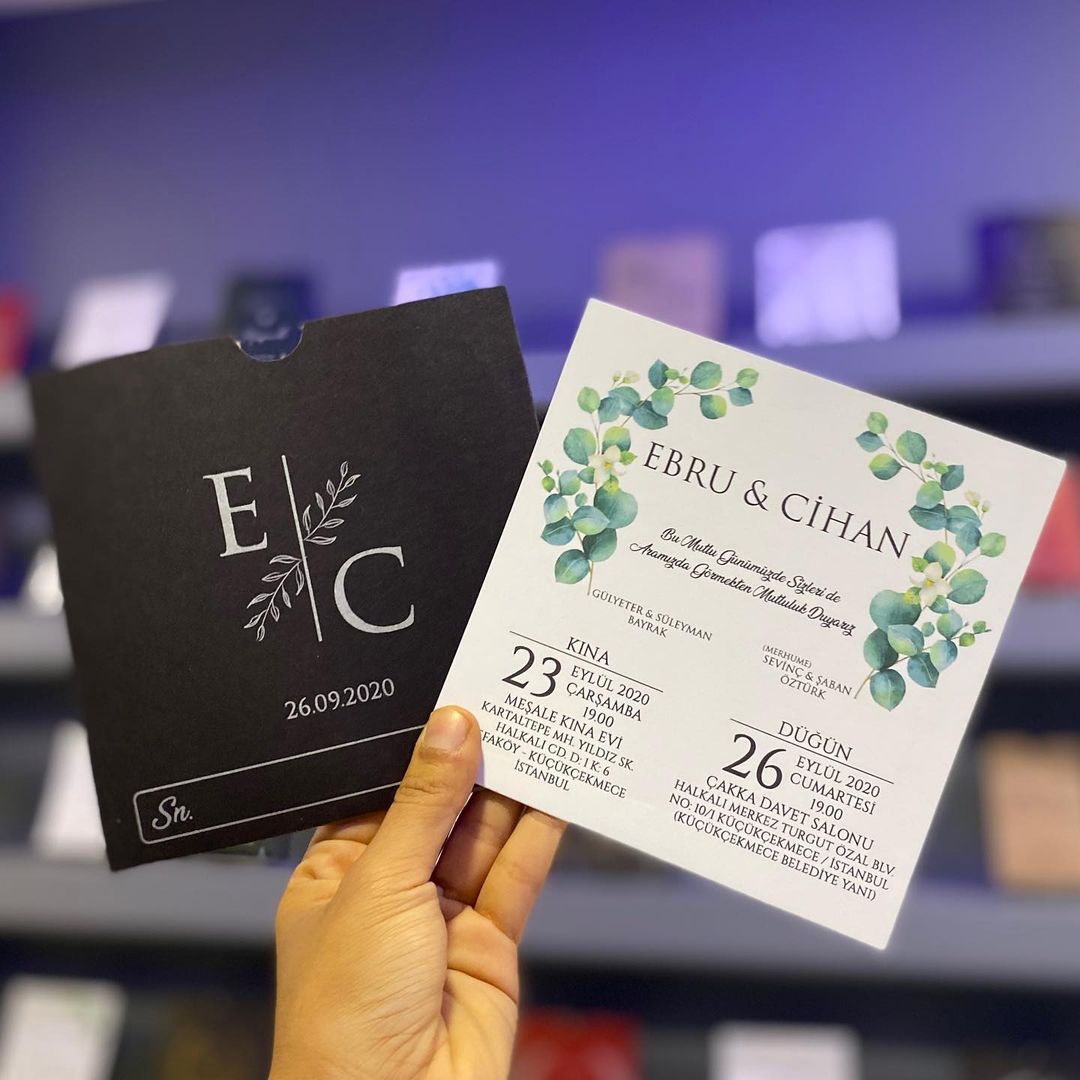 E
C
26.09.2020
Sn.
EBRU & CİHAN
Bu Mutlu Günümüzde Sizleri de
Aramızda Görmekten Mutluluk Duyarız
GÜLYETER & SÜLEYMAN
BAYRAK
(MERHUME)
SEVİNÇ & ŞABAN
ÖZTÜRK
KINA
23
EYLÜL 2020
ÇARŞAMBA
19.00
MEŞALE KINA EVİ
KARTALTEPE MH. YILDIZ SK.
HALKALI CD. D: 1 K: 6
FAKÖY - KÜÇÜKÇEKMECE
İSTANBUL
DÜĞÜN
26
EYLÜL 2020
CUMARTESİ
19.00
ÇAKKA DAVET SALONU
HALKALI MERKEZ TURGUT ÖZAL BLV.
NO: 10/1 KÜÇÜKÇEKMECE / İSTANBUL
(KÜÇÜKÇEKMECE BELEDİYE YANI)